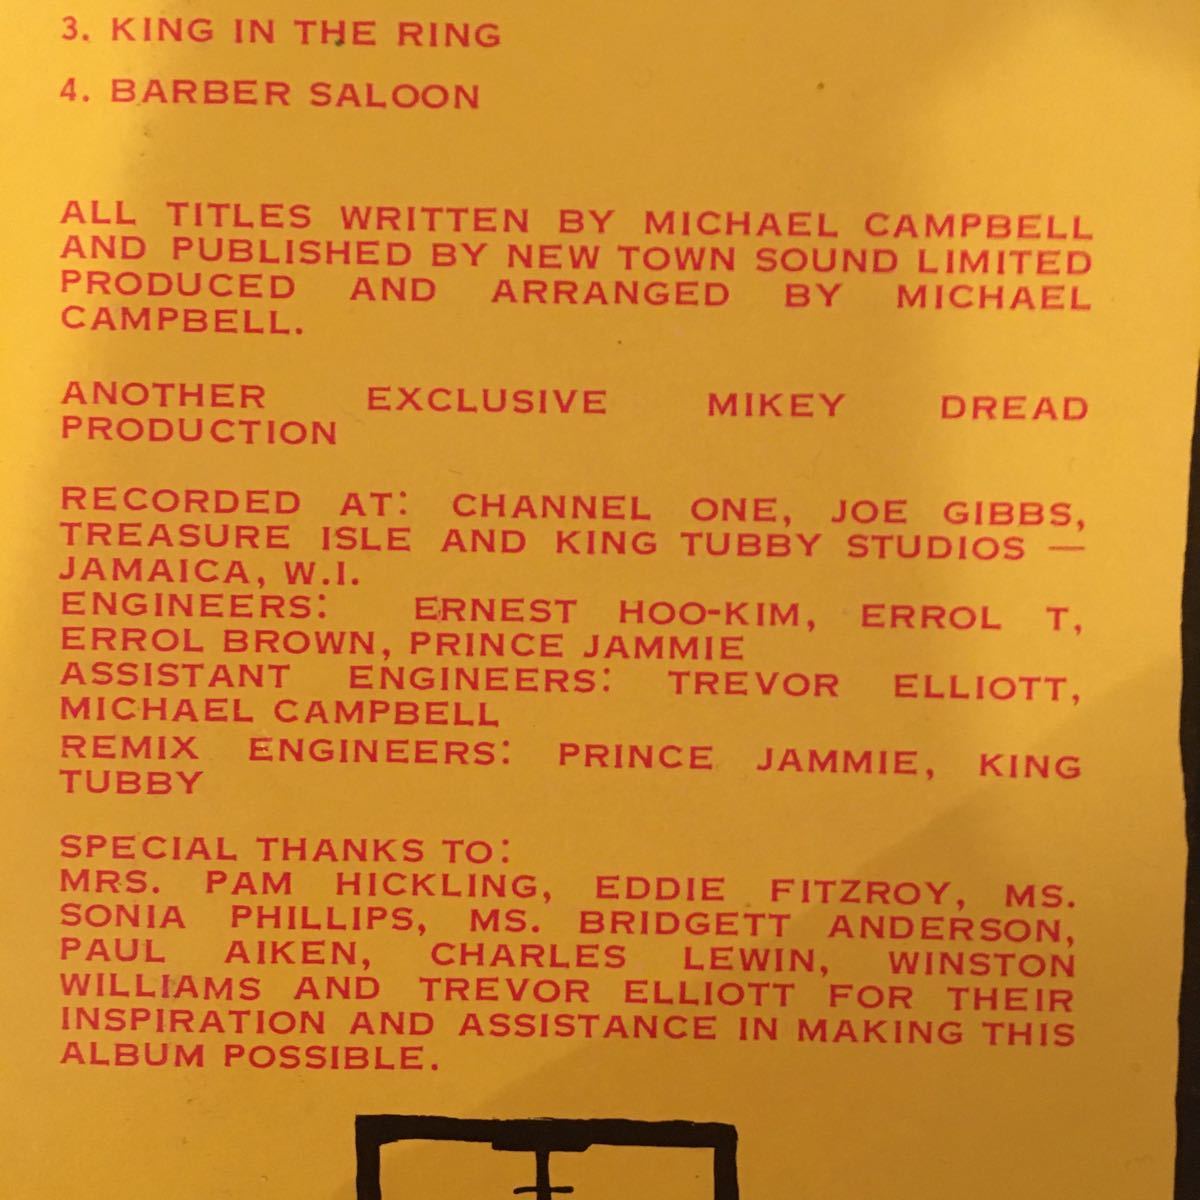 3. KING IN THE RING
4. BARBER SALOON
ALL TITLES WRITTEN BY MICHAEL CAMPBELL
AND PUBLISHED BY NEW TOWN SOUND LIMITED
PRODUCED AND ARRANGED BY MICHAEL
CAMPBELL.
ANOTHER EXCLUSIVE MIKEY DREAD
PRODUCTION
RECORDED AT: CHANNEL ONE, JOE GIBBS,
TREASURE ISLE AND KING TUBBY STUDIOS —
JAMAICA, W.I.
ENGINEERS: ERNEST HOO-KIM, ERROL T,
ERROL BROWN, PRINCE JAMMIE
ASSISTANT ENGINEERS: TREVOR ELLIOTT,
MICHAEL CAMPBELL
REMIX ENGINEERS: PRINCE JAMMIE, KING
TUBBY
SPECIAL THANKS TO:
MRS. PAM HICKLING, EDDIE FITZROY, MS.
SONIA PHILLIPS, MS. BRIDGETT ANDERSON,
PAUL AIKEN, CHARLES LEWIN, WINSTON
WILLIAMS AND TREVOR ELLIOTT FOR THEIR
INSPIRATION AND ASSISTANCE IN MAKING THIS
ALBUM POSSIBLE.